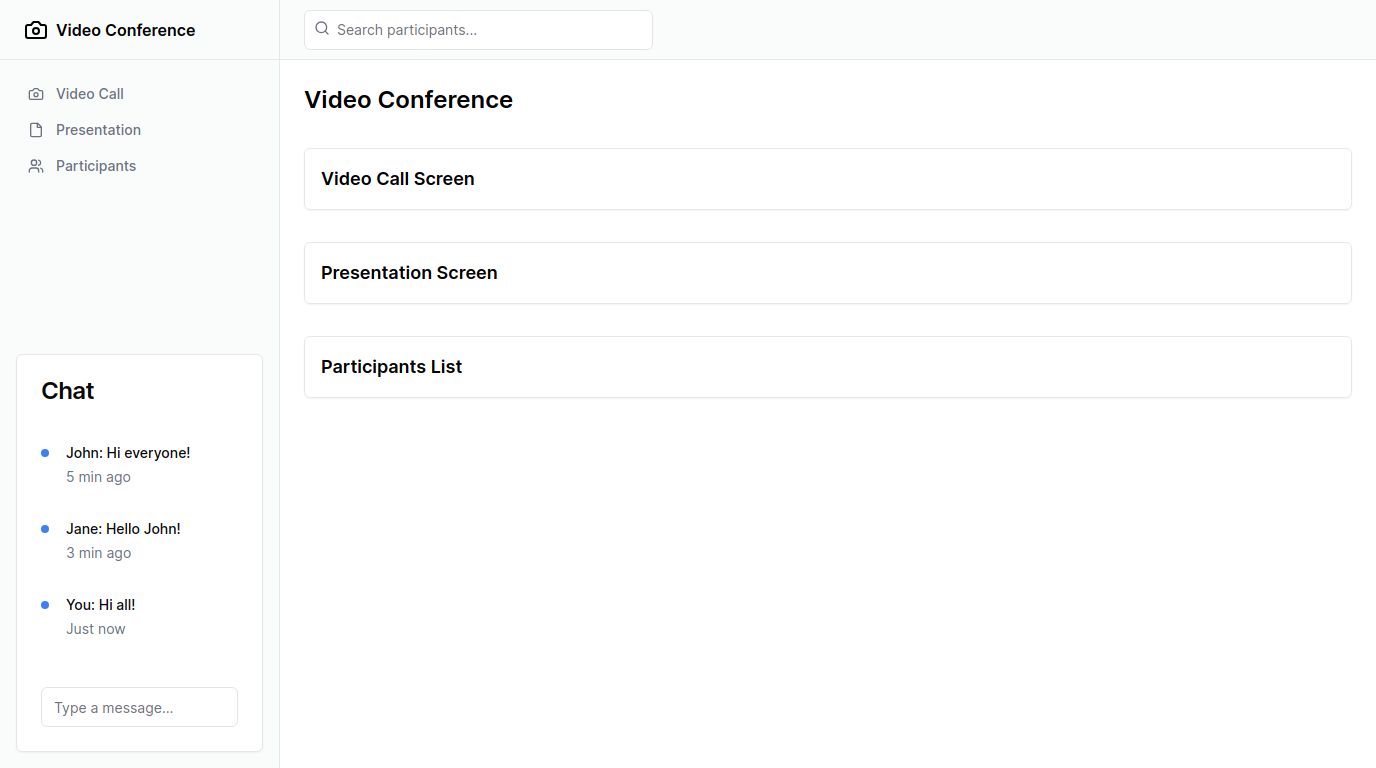 Video Conference
Search participants...
Video Call
Presentation
Participants
Chat
John: Hi everyone!
5 min ago
Jane: Hello John!
3 min ago
You: Hi all!
Just now
Type a message...
Video Conference
Video Call Screen
Presentation Screen
Participants List